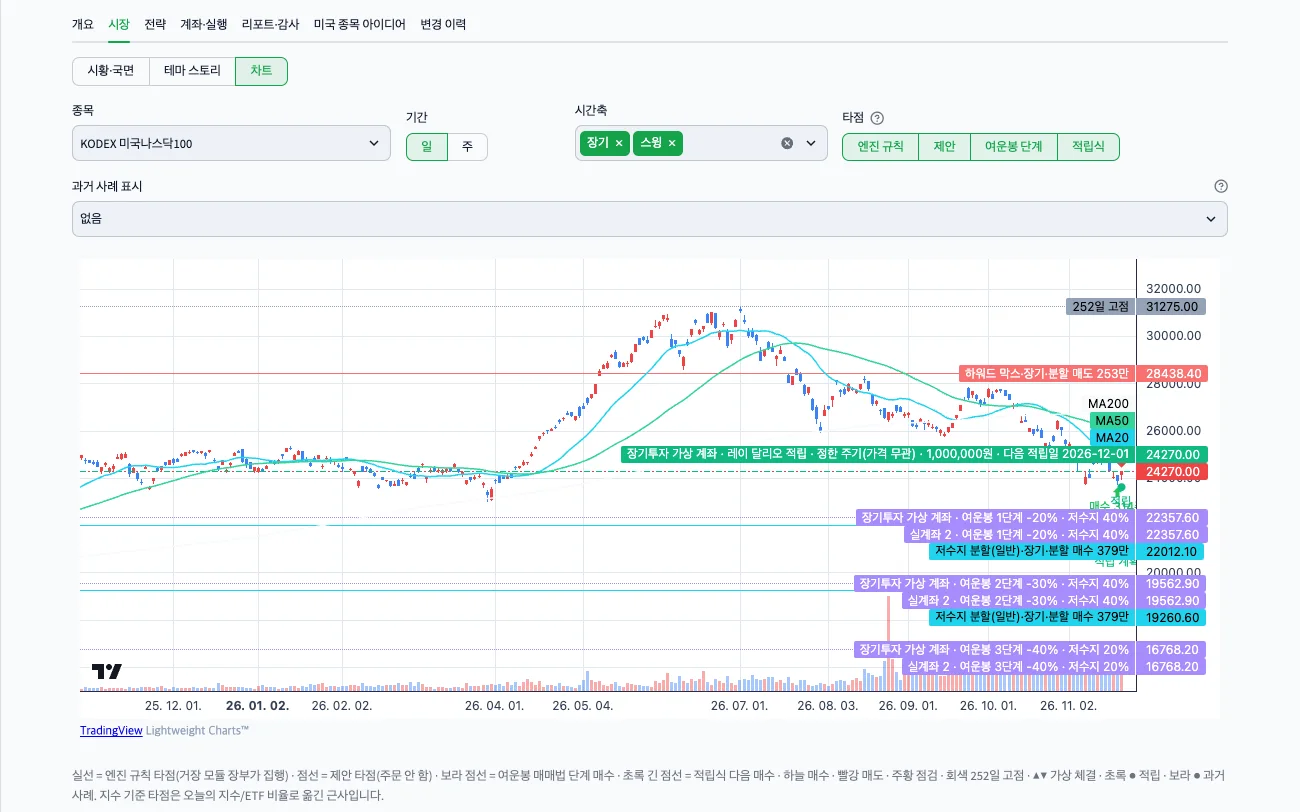 개요 시장 전략 계좌·실행 리포트·감사 미국 종목 아이디어 변경 이력
시황·국면 테마 스토리 차트
종목
기간
시간축
타점
KODEX 미국나스닥100
일 주
장기 × 스윙 ×
엔진 규칙 제안 여운봉 단계 적립식
과거 사례 표시
없음
32000.00
252일 고점 31275.00
30000.00
하워드 막스·장기·분할 매도 253만 28438.40
28000.00
MA200
MA50
MA20
26000.00
장기투자 가상 계좌 · 레이 달리오 적립 · 정한 주기(가격 무관) · 1,000,000원 · 다음 적립일 2026-12-01 24270.00
24270.00
24000.00
적립
매수 314
장기투자 가상 계좌 · 여운봉 1단계 -20% · 저수지 40% 22357.60
실계좌 2 · 여운봉 1단계 -20% · 저수지 40% 22357.60
저수지 분할(일반)·장기·분할 매수 379만 22012.10
적립 계획
20000.00
장기투자 가상 계좌 · 여운봉 2단계 -30% · 저수지 40% 19562.90
실계좌 2 · 여운봉 2단계 -30% · 저수지 40% 19562.90
저수지 분할(일반)·장기·분할 매수 379만 19260.60
장기투자 가상 계좌 · 여운봉 3단계 -40% · 저수지 20% 16768.20
실계좌 2 · 여운봉 3단계 -40% · 저수지 20% 16768.20
25. 12. 01. 26. 01. 02. 26. 02. 02. 26. 04. 01. 26. 05. 04. 26. 07. 01. 26. 08. 03. 26. 09. 01. 26. 10. 01. 26. 11. 02.
TradingView Lightweight Charts™
실선 = 엔진 규칙 타점(거장 모듈 장부가 집행) · 점선 = 제안 타점(주문 안 함) · 보라 점선 = 여운봉 매매법 단계 매수 · 초록 긴 점선 = 적립식 다음 매수 · 하늘 매수 · 빨강 매도 · 주황 점검 · 회색 252일 고점 · ▲▼ 가상 체결 · 초록 ● 적립 · 보라 ● 과거
사례. 지수 기준 타점은 오늘의 지수/ETF 비율로 옮긴 근사입니다.